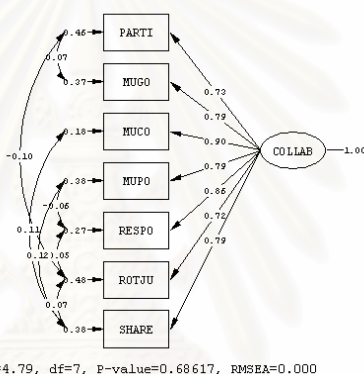 0.46 PARTI
0.07
0.37 MUGO
0.73
0.79
0.18 MUCO
0.90
-0.10
COLLAB
1.00
0.79
0.38 MUPO
0.86
-0.06
0.11
0.27 RESPO
0.72
0.12
.05
0.79
0.48 ROTJU
0.07
0.38 SHARE
=4.79, df=7, P-value=0.68617, RMSEA=0.000